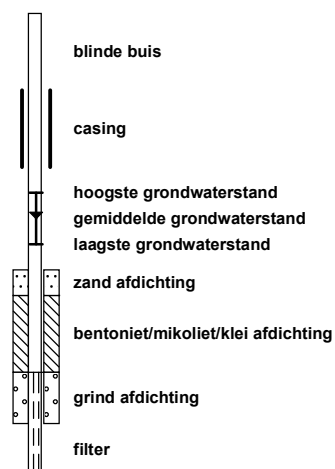 blinde buis
casing
hoogste grondwaterstand
gemiddelde grondwaterstand
laagste grondwaterstand
zand afdichting
bentoniet/mikoliet/klei afdichting
grind afdichting
filter